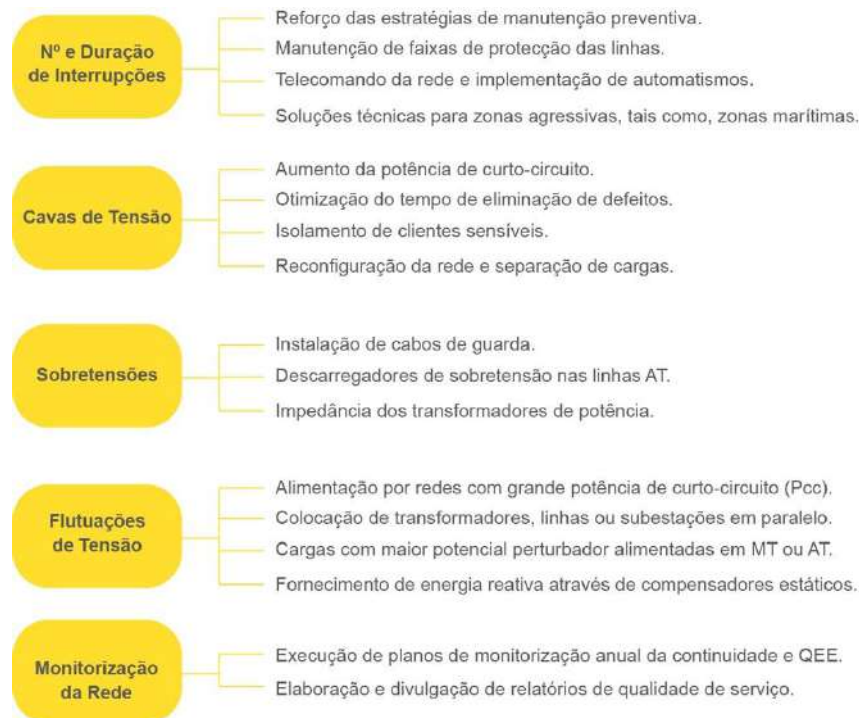 Nº e Duração
de Interrupções
Reforço das estratégias de manutenção preventiva.
Manutenção de faixas de protecção das linhas.
Telecomando da rede e implementação de automatismos.
Soluções técnicas para zonas agressivas, tais como, zonas marítimas.
Cavas de Tensão
Aumento da potência de curto-circuito.
Otimização do tempo de eliminação de defeitos.
Isolamento de clientes sensíveis.
Reconfiguração da rede e separação de cargas.
Sobretensões
Instalação de cabos de guarda.
Descarregadores de sobretensão nas linhas AT.
Impedância dos transformadores de potência.
Flutuações
de Tensão
Alimentação por redes com grande potência de curto-circuito (Pcc).
Colocação de transformadores, linhas ou subestações em paralelo.
Cargas com maior potencial perturbador alimentadas em MT ou AT.
Fornecimento de energia reativa através de compensadores estáticos.
Monitorização
da Rede
Execução de planos de monitorização anual da continuidade e QEE.
Elaboração e divulgação de relatórios de qualidade de serviço.